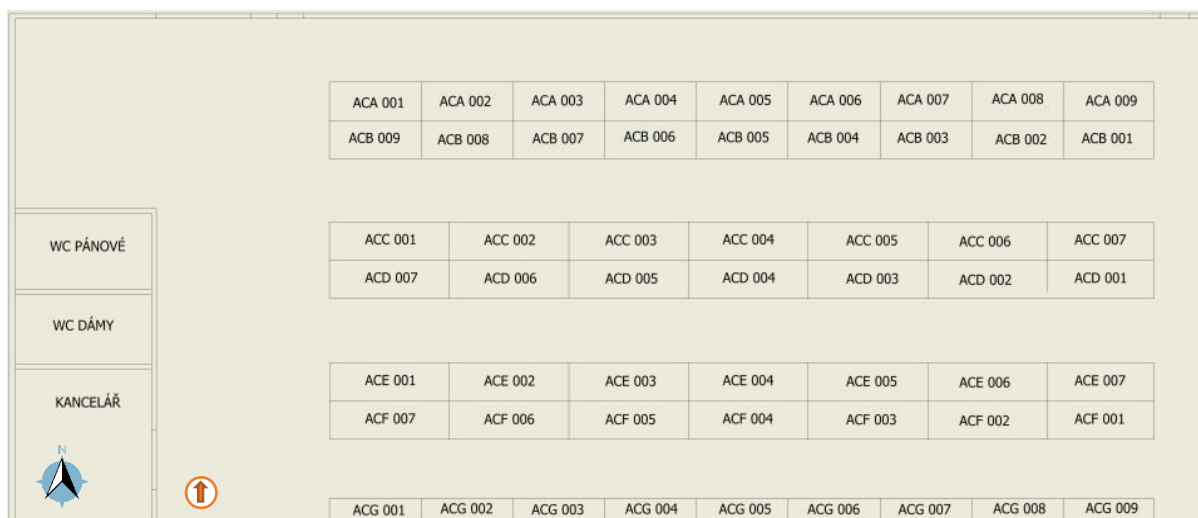 ACA 001 ACA 002 ACA 003 ACA 004 ACA 005 ACA 006 ACA 007 ACA 008 ACA 009
ACB 009 ACB 008 ACB 007 ACB 006 ACB 005 ACB 004 ACB 003 ACB 002 ACB 001
WC PÁNOVÉ
ACC 001 ACC 002 ACC 003 ACC 004 ACC 005 ACC 006 ACC 007
ACD 007 ACD 006 ACD 005 ACD 004 ACD 003 ACD 002 ACD 001
WC DÁMY
ACE 001 ACE 002 ACE 003 ACE 004 ACE 005 ACE 006 ACE 007
KANCELÁŘ
ACF 007 ACF 006 ACF 005 ACF 004 ACF 003 ACF 002 ACF 001
N
ACG 001 ACG 002 ACG 003 ACG 004 ACG 005 ACG 006 ACG 007 ACG 008 ACG 009